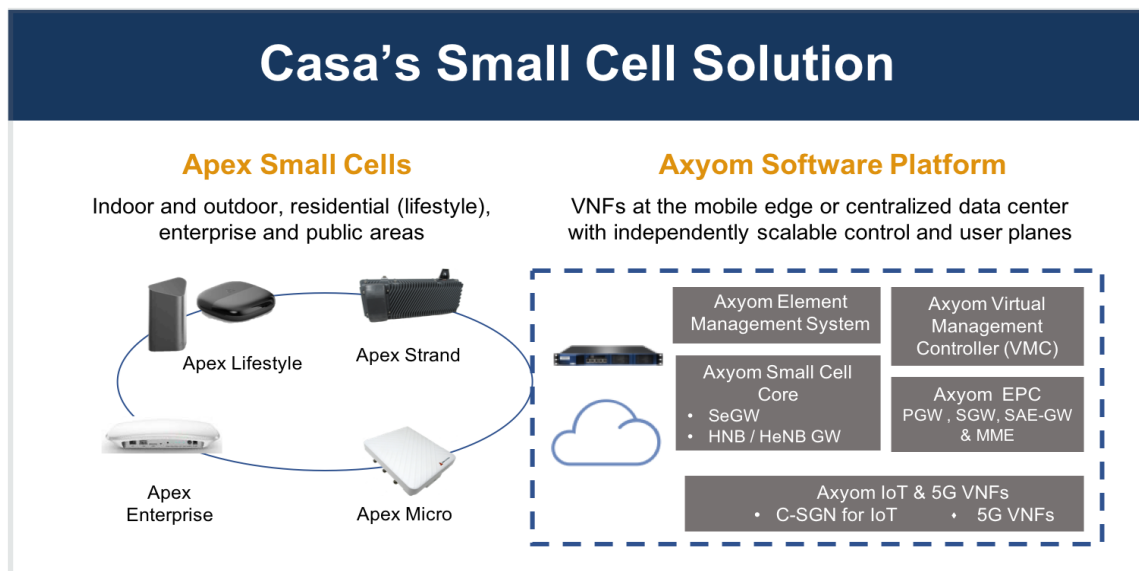 Casa's Small Cell Solution
Apex Small Cells
Indoor and outdoor, residential (lifestyle),
enterprise and public areas
Apex Lifestyle
Apex Strand
Apex
Enterprise
Apex Micro
Axyom Software Platform
VNFs at the mobile edge or centralized data center
with independently scalable control and user planes
Axyom Element
Management System
Axyom Virtual
Management
Controller (VMC)
Axyom Small Cell
Core
• SeGW
• HNB / HeNB GW
Axyom EPC
PGW , SGW, SAE-GW
& MME
Axyom IoT & 5G VNFs
• C-SGN for IoT
♦ 5G VNFs